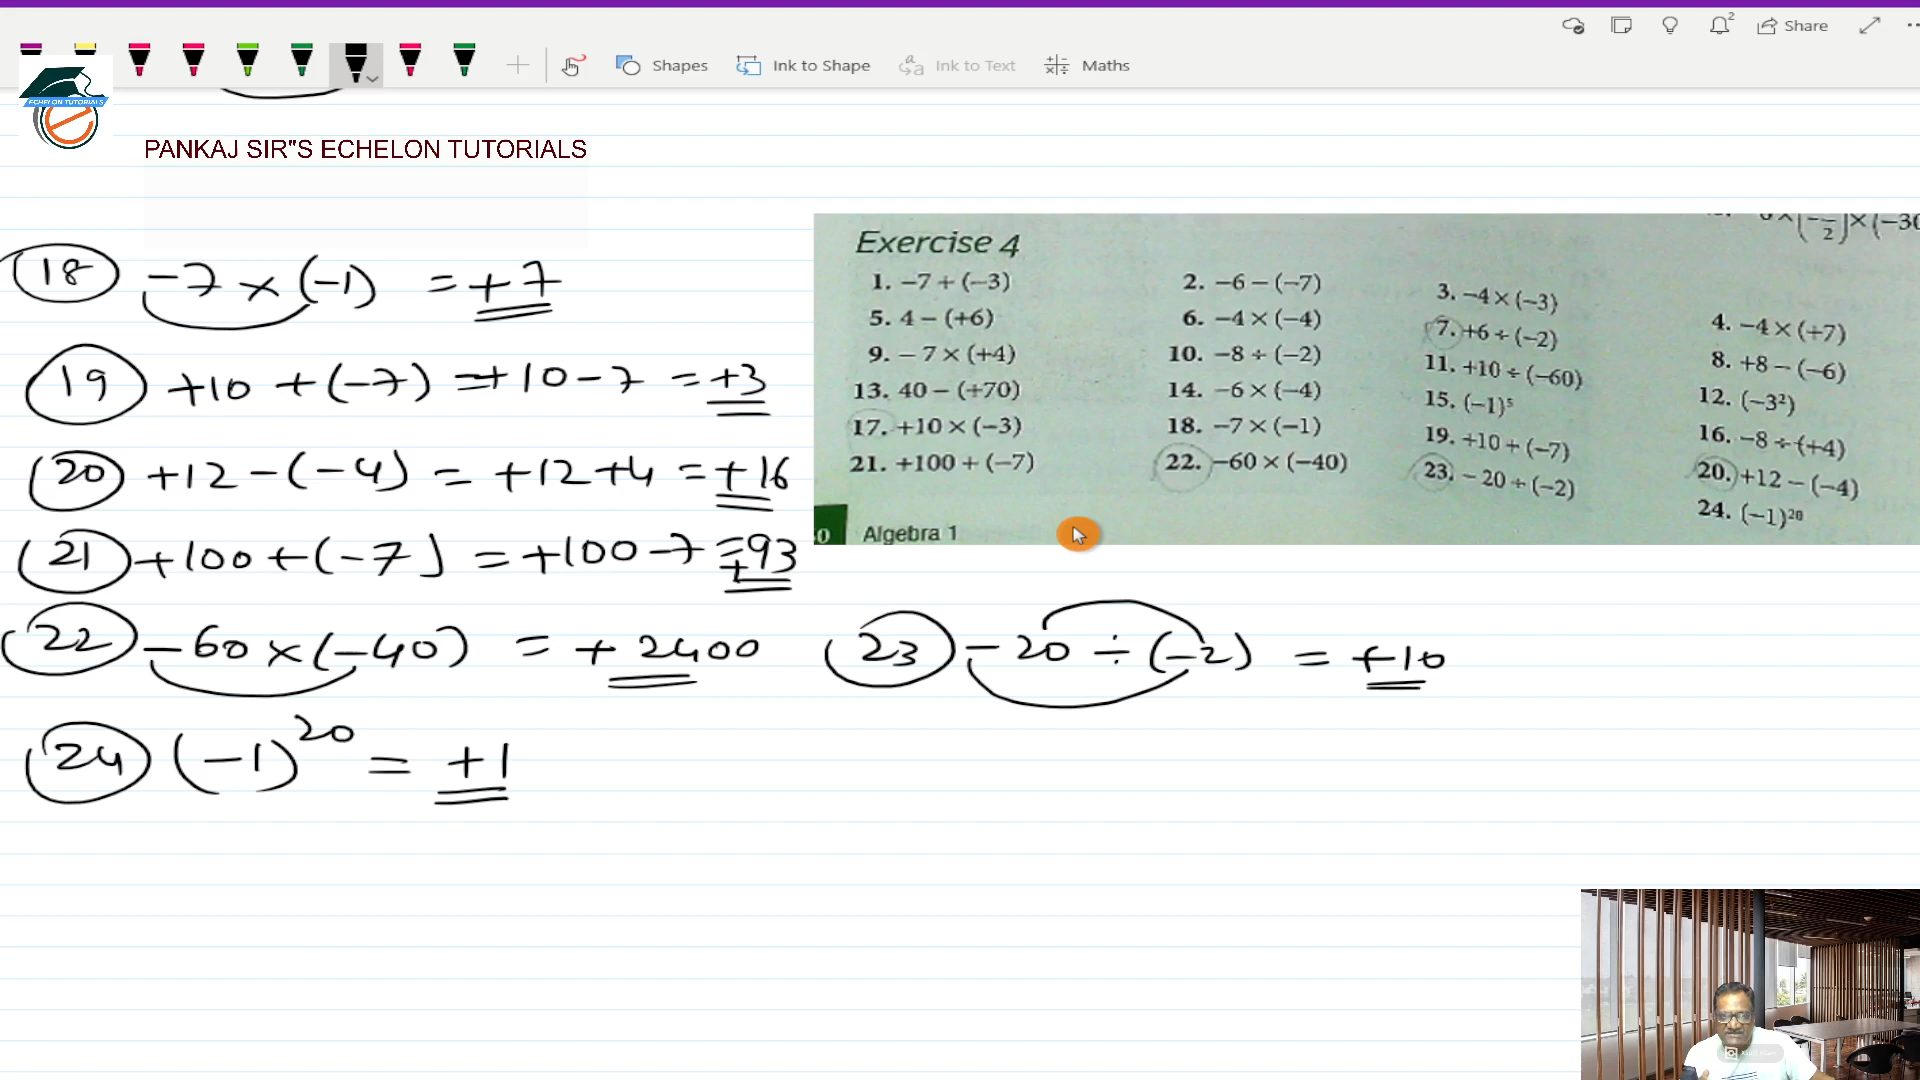 2
Share
Shapes
Ink to Shape
Ink to Text
Maths
ECHELON TUTORIALS
PANKAJ SIR"S ECHELON TUTORIALS
18 -7 × (-1) = +7
19 +10 + (-7) = +10 - 7 = +3
20 +12 - (-4) = +12 + 4 = +16
21 +100 + (-7) = +100 - 7 = +93
22 -60 × (-40) = +2400
23 -20 ÷ (-2) = +10
24 (-1)²⁰ = +1
Exercise 4
1. −7 + (−3) 2. −6 − (−7) 3. −4 × (−3) 4. −4 × (+7)
5. 4 − (+6) 6. −4 × (−4) 7. +6 ÷ (−2) 8. +8 − (−6)
9. −7 × (+4) 10. −8 ÷ (−2) 11. +10 ÷ (−60) 12. (−3²)
13. 40 − (+70) 14. −6 × (−4) 15. (−1)⁵ 16. −8 ÷ (+4)
17. +10 × (−3) 18. −7 × (−1) 19. +10 + (−7) 20. +12 − (−4)
21. +100 + (−7) 22. −60 × (−40) 23. −20 ÷ (−2) 24. (−1)²⁰
0 Algebra 1